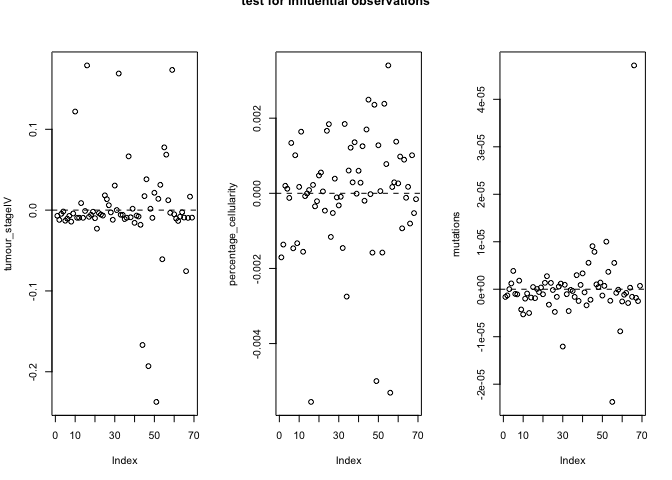 test for influential observations
tumour_stageIV
0.1
0.0
-0.1
-0.2
0 10 30 50 70
Index
percentage_cellularity
0.002
0.000
-0.002
-0.004
0 10 30 50 70
Index
mutations
4e-05
3e-05
2e-05
1e-05
0e+00
-1e-05
-2e-05
0 10 30 50 70
Index